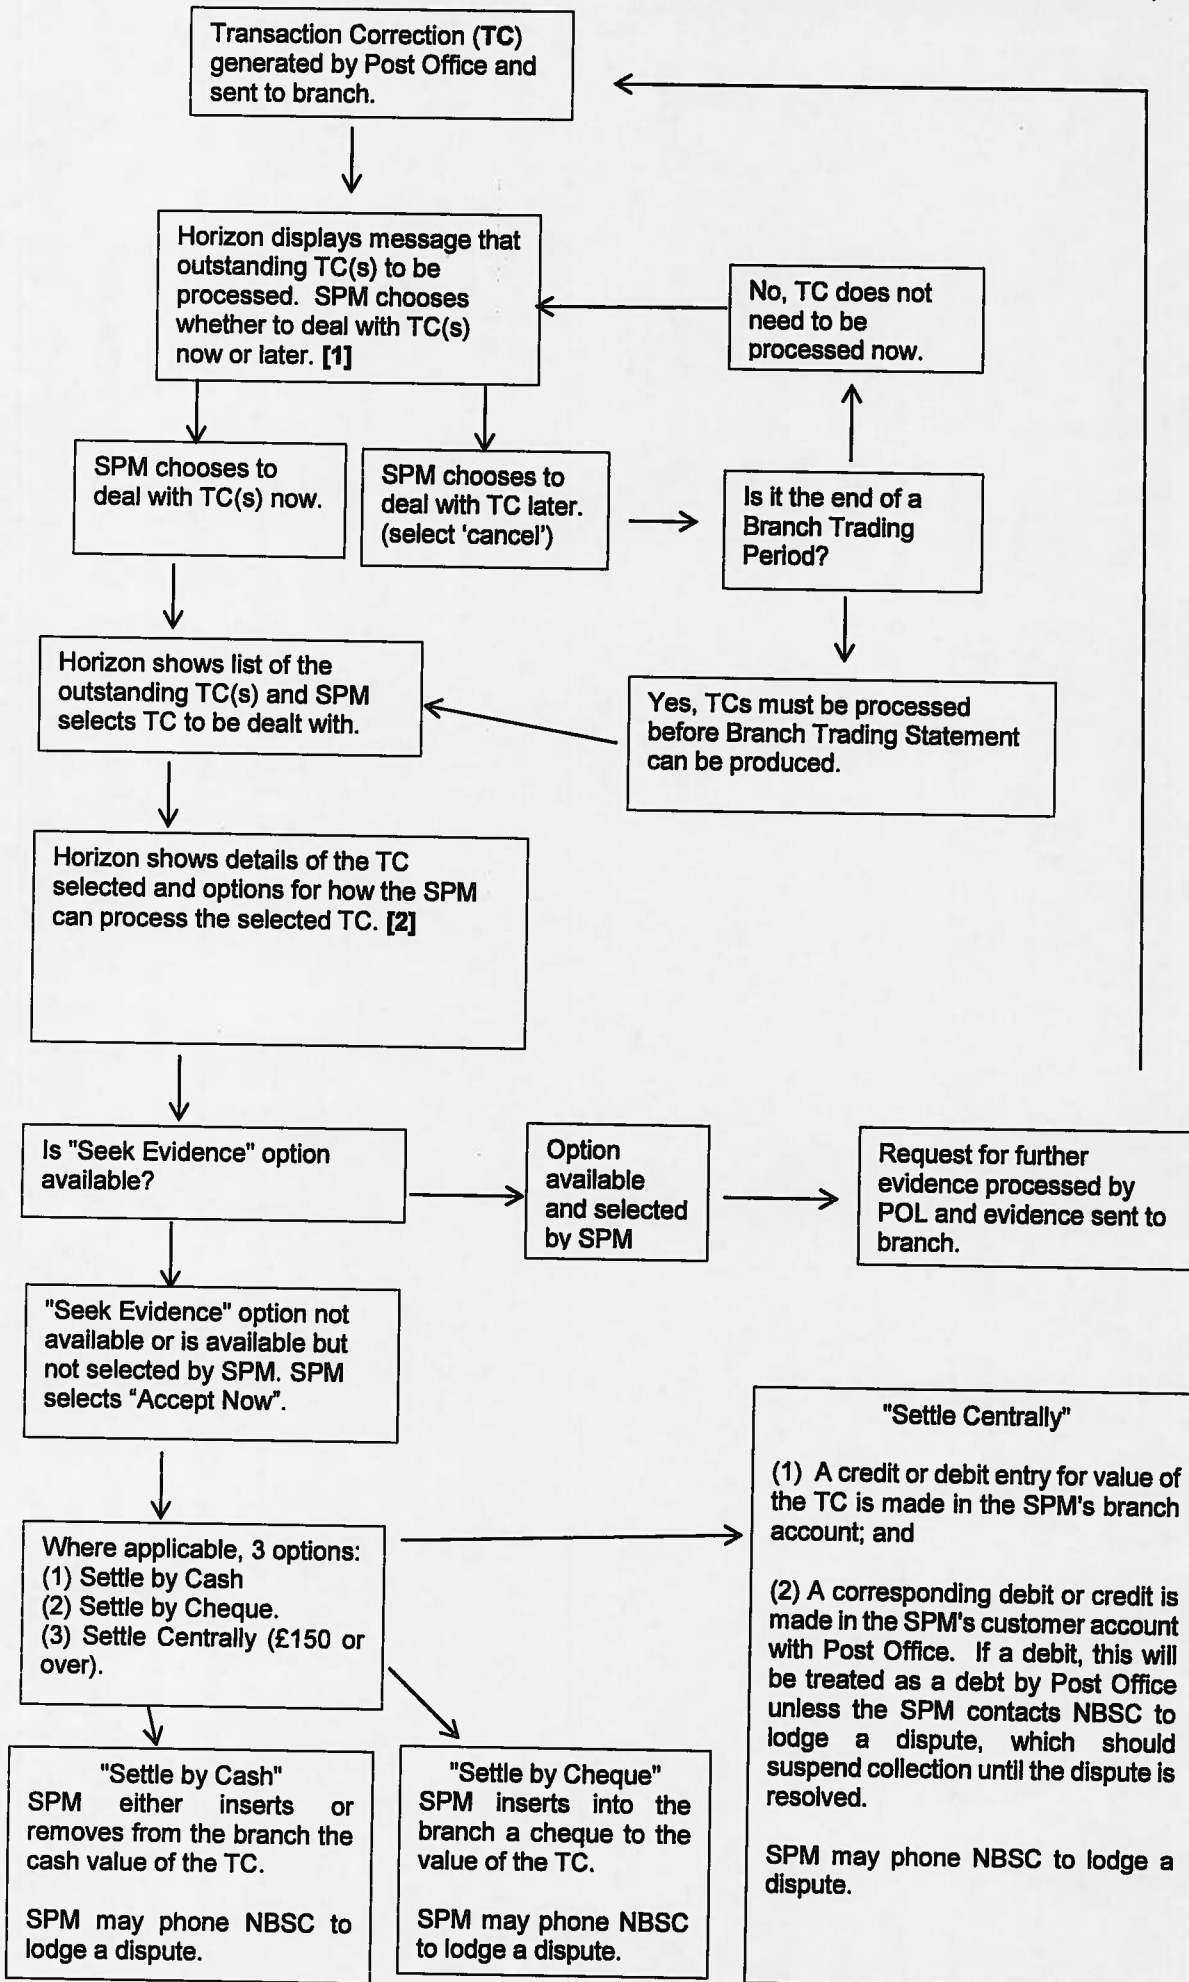 Transaction Correction (TC)
generated by Post Office and
sent to branch.
Horizon displays message that
outstanding TC(s) to be
processed. SPM chooses
whether to deal with TC(s)
now or later. [1]
No, TC does not
need to be
processed now.
SPM chooses to
deal with TC(s) now.
SPM chooses to
deal with TC later.
(select 'cancel')
Is it the end of a
Branch Trading
Period?
Horizon shows list of the
outstanding TC(s) and SPM
selects TC to be dealt with.
Yes, TCs must be processed
before Branch Trading Statement
can be produced.
Horizon shows details of the TC
selected and options for how the SPM
can process the selected TC. [2]
Is "Seek Evidence" option
available?
Option
available
and selected
by SPM
Request for further
evidence processed by
POL and evidence sent to
branch.
"Seek Evidence" option not
available or is available but
not selected by SPM. SPM
selects "Accept Now".
Where applicable, 3 options:
(1) Settle by Cash
(2) Settle by Cheque.
(3) Settle Centrally (£150 or
over).
"Settle Centrally"
(1) A credit or debit entry for value of
the TC is made in the SPM's branch
account; and
(2) A corresponding debit or credit is
made in the SPM's customer account
with Post Office. If a debit, this will
be treated as a debt by Post Office
unless the SPM contacts NBSC to
lodge a dispute, which should
suspend collection until the dispute is
resolved.
SPM may phone NBSC to lodge a
dispute.
"Settle by Cash"
SPM either inserts or
removes from the branch the
cash value of the TC.
SPM may phone NBSC to
lodge a dispute.
"Settle by Cheque"
SPM inserts into the
branch a cheque to the
value of the TC.
SPM may phone NBSC
to lodge a dispute.